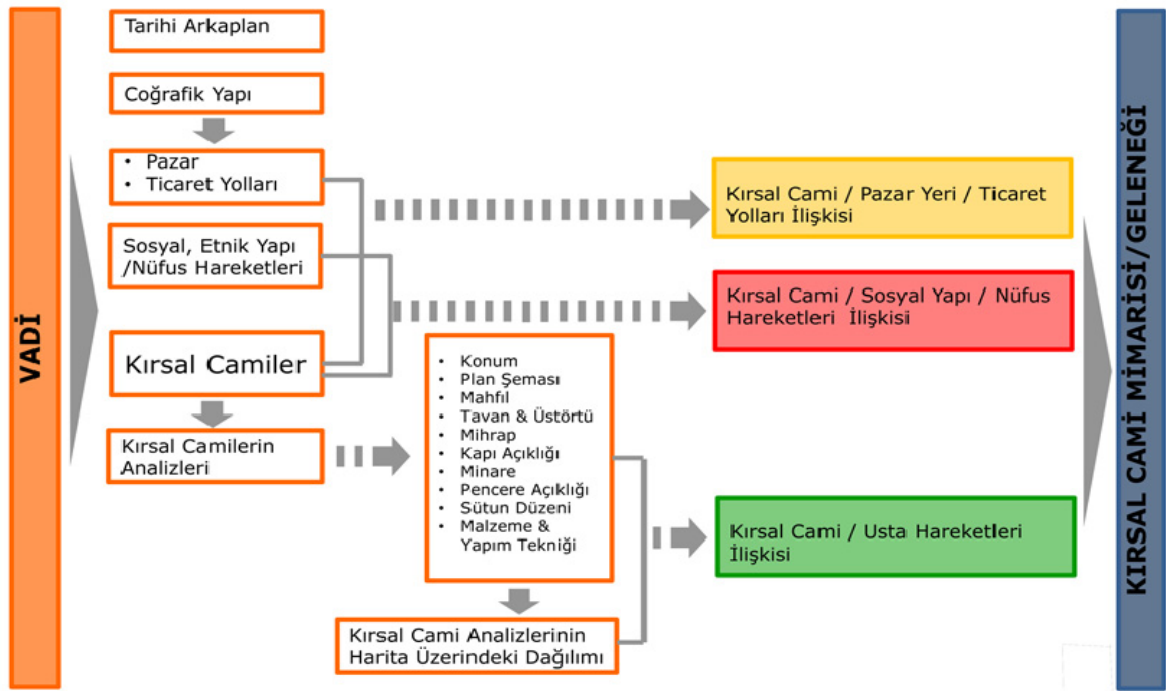 VADİ
Tarihi Arkaplan
Coğrafik Yapı
• Pazar
• Ticaret Yolları
Sosyal, Etnik Yapı
/Nüfus Hareketleri
Kırsal Camiler
Kırsal Camilerin
Analizleri
• Konum
• Plan Şeması
• Mahfıl
• Tavan & Üstörtü
• Mihrap
• Kapı Açıklığı
• Minare
• Pencere Açıklığı
• Sütun Düzeni
• Malzeme &
Yapım Tekniği
Kırsal Cami Analizlerinin
Harita Üzerindeki Dağılımı
Kırsal Cami / Pazar Yeri / Ticaret
Yolları İlişkisi
Kırsal Cami / Sosyal Yapı / Nüfus
Hareketleri İlişkisi
Kırsal Cami / Usta Hareketleri
İlişkisi
KIRSAL CAMİ MİMARİSİ/GELENEĞİ